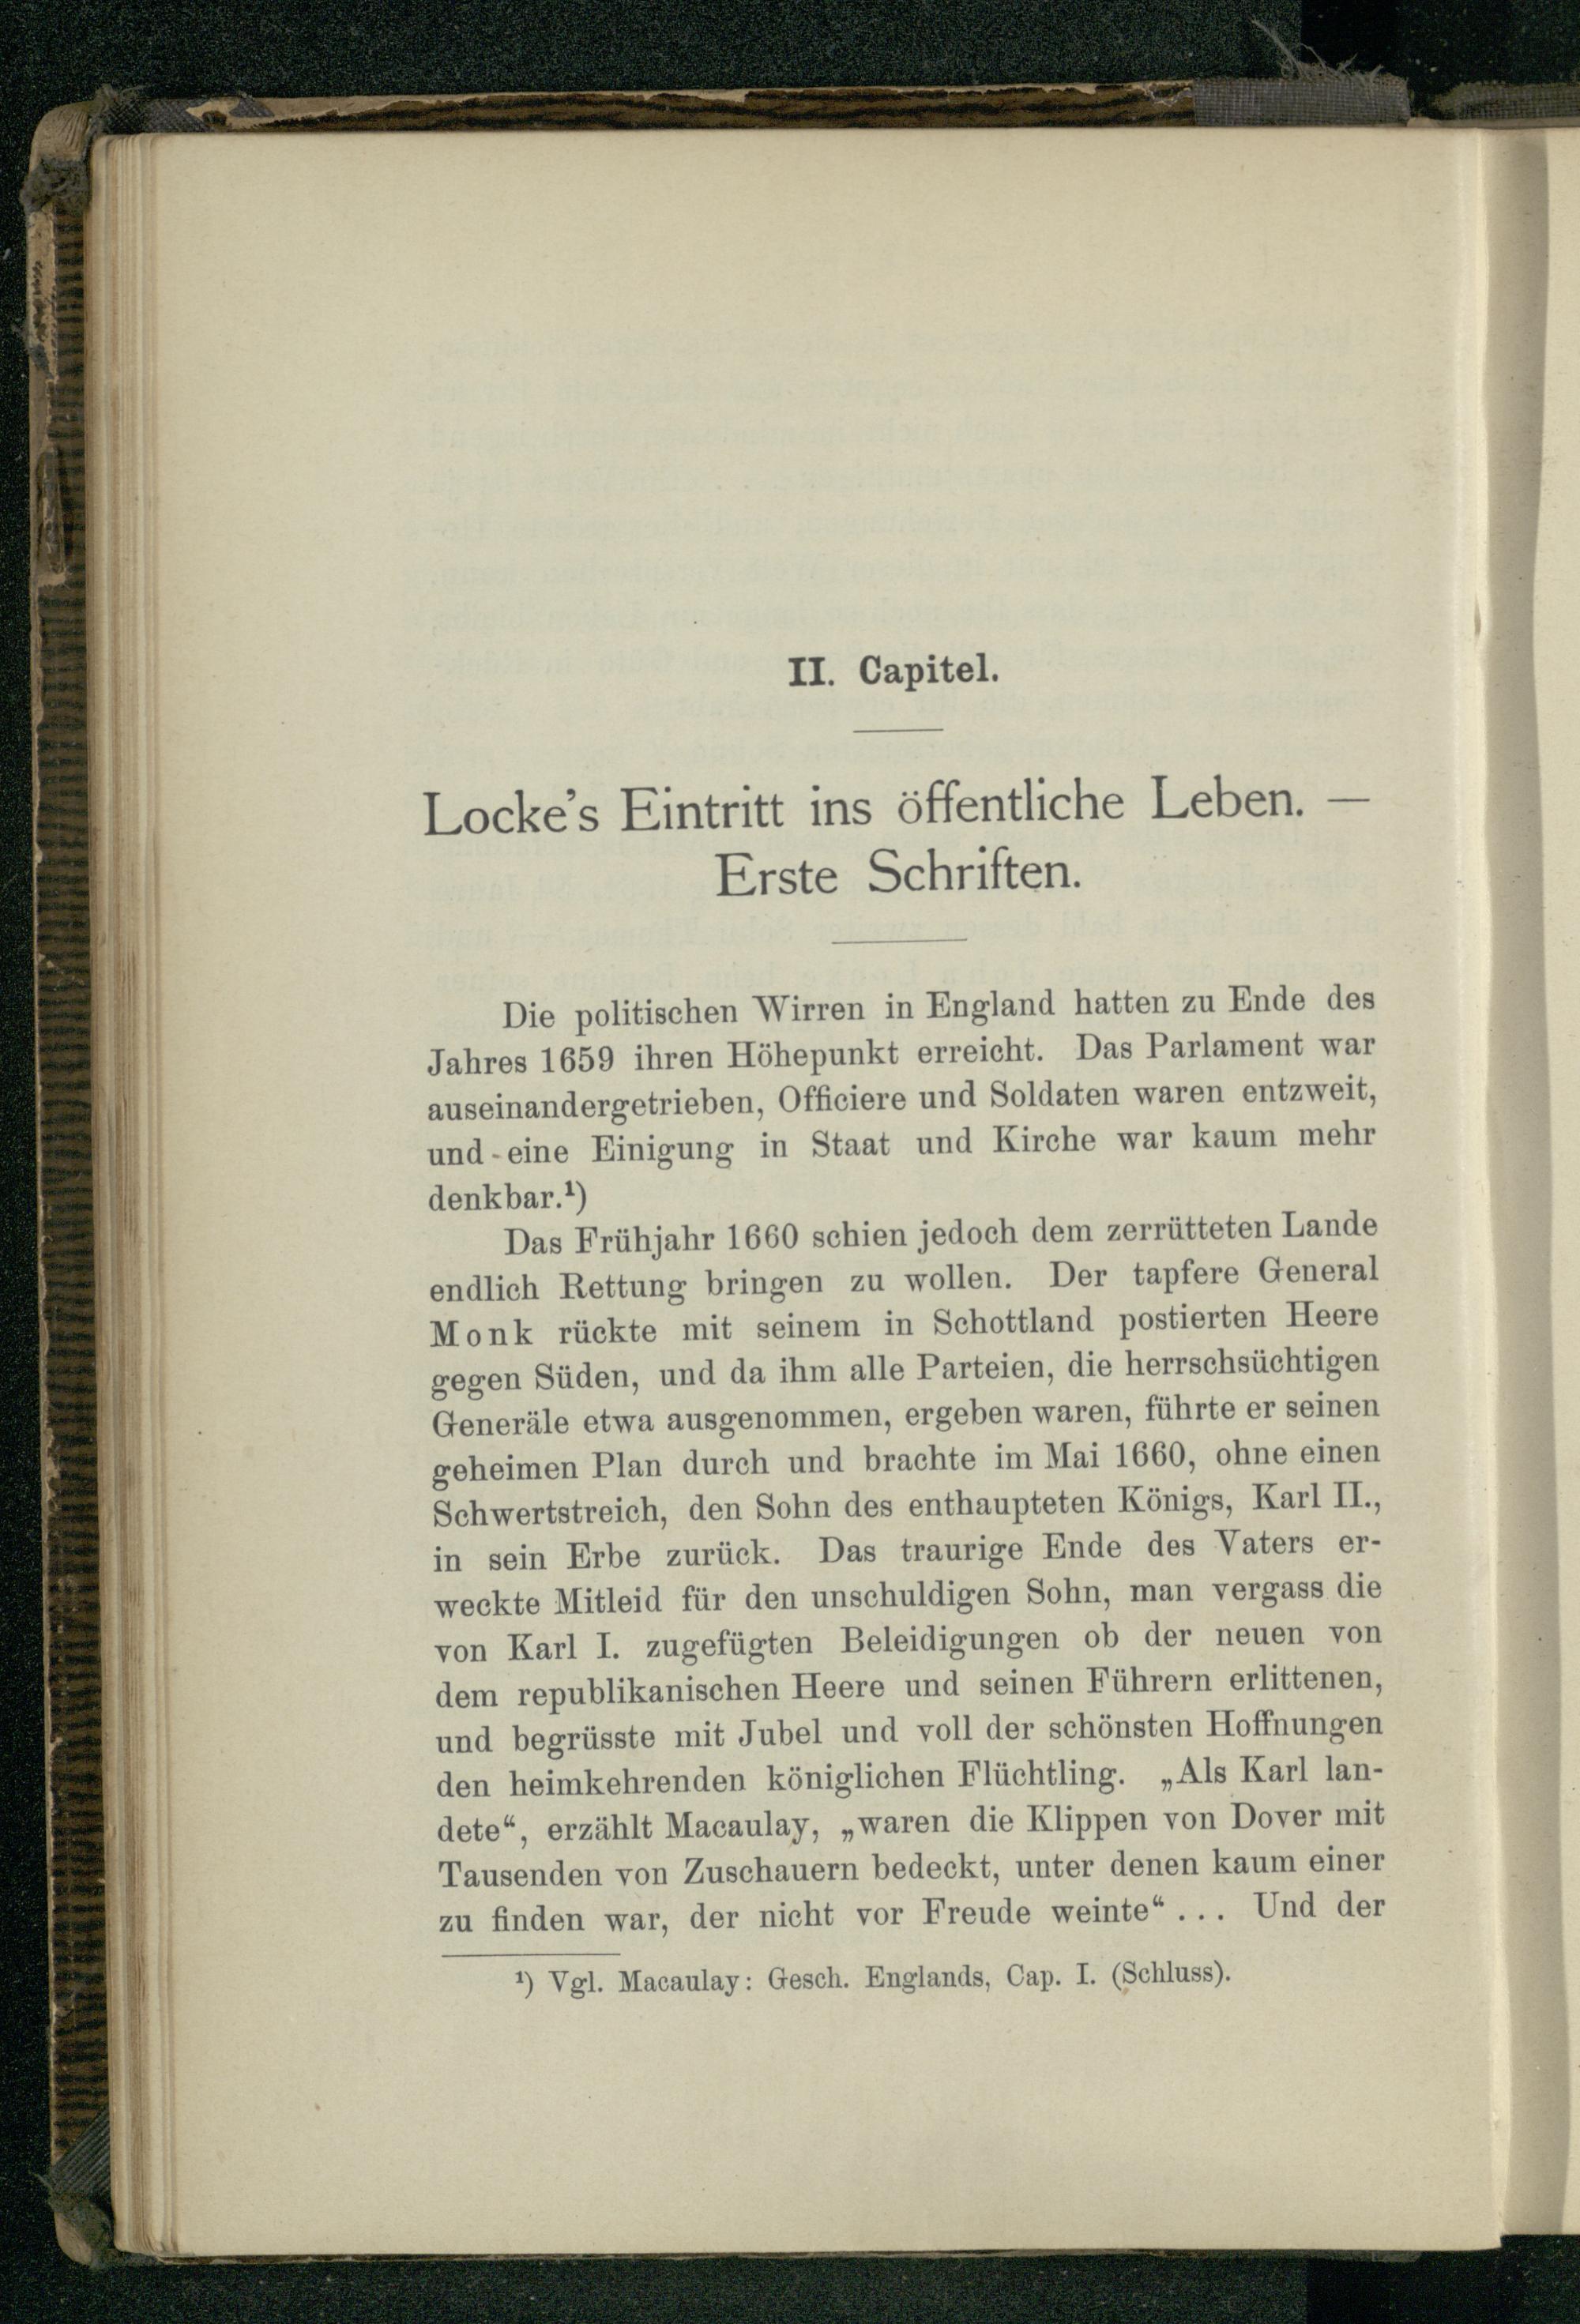 II. Capitel.
Locke's Eintritt ins öffentliche Leben. —
Erste Schriften.
Die politischen Wirren in England hatten zu Ende des
Jahres 1659 ihren Höhepunkt erreicht. Das Parlament war
auseinandergetrieben, Officiere und Soldaten waren entzweit,
und eine Einigung in Staat und Kirche war kaum mehr
denkbar.¹)
Das Frühjahr 1660 schien jedoch dem zerrütteten Lande
endlich Rettung bringen zu wollen. Der tapfere General
Monk rückte mit seinem in Schottland postierten Heere
gegen Süden, und da ihm alle Parteien, die herrschsüchtigen
Generäle etwa ausgenommen, ergeben waren, führte er seinen
geheimen Plan durch und brachte im Mai 1660, ohne einen
Schwertstreich, den Sohn des enthaupteten Königs, Karl II.,
in sein Erbe zurück. Das traurige Ende des Vaters er-
weckte Mitleid für den unschuldigen Sohn, man vergass die
von Karl I. zugefügten Beleidigungen ob der neuen von
dem republikanischen Heere und seinen Führern erlittenen,
und begrüsste mit Jubel und voll der schönsten Hoffnungen
den heimkehrenden königlichen Flüchtling. „Als Karl lan-
dete“, erzählt Macaulay, „waren die Klippen von Dover mit
Tausenden von Zuschauern bedeckt, unter denen kaum einer
zu finden war, der nicht vor Freude weinte“ . . . Und der
¹) Vgl. Macaulay: Gesch. Englands, Cap. I. (Schluss).